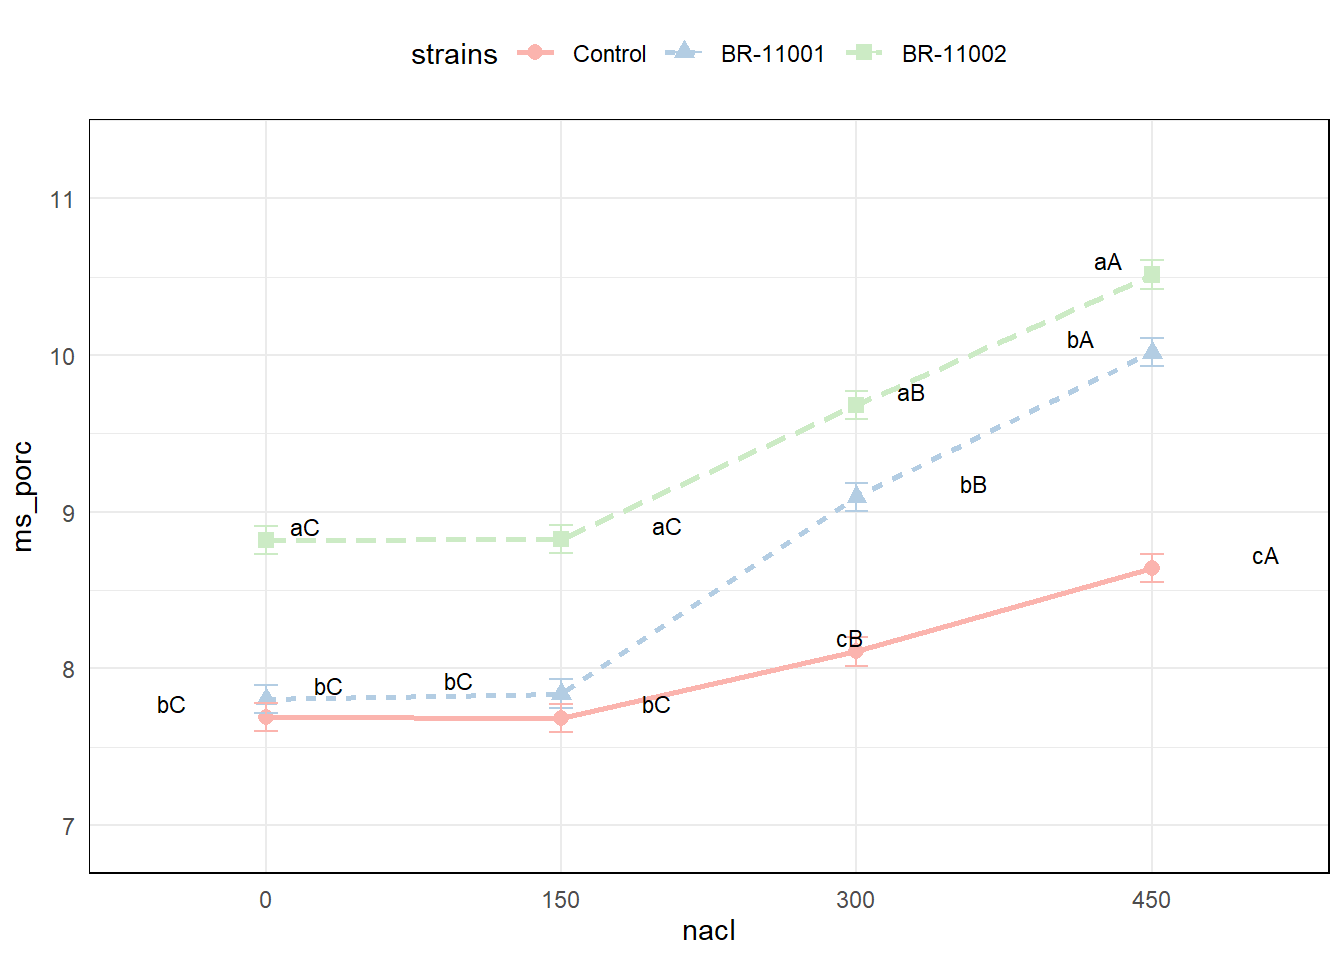 strains Control BR-11001 BR-11002
11
aA
bA
10
aB
bB
9
aC aC
cA
cB
8
bC bC
bC bC
7
0 150 300 450
nacl
ms_porc